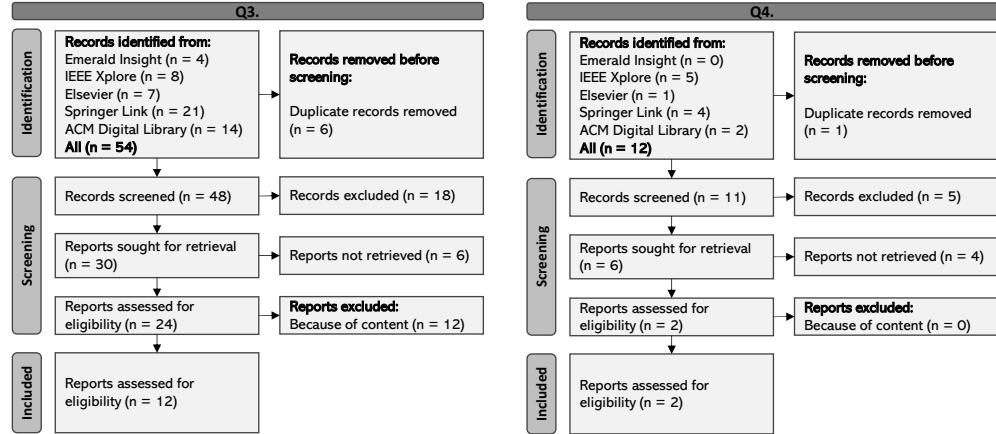 Q3.
Identification
Records identified from:
Emerald Insight (n = 4)
IEEE Xplore (n = 8)
Elsevier (n = 7)
Springer Link (n = 21)
ACM Digital Library (n = 14)
All (n = 54)
Records removed before
screening:
Duplicate records removed
(n = 6)
Screening
Records screened (n = 48)
Records excluded (n = 18)
Reports sought for retrieval
(n = 30)
Reports not retrieved (n = 6)
Reports assessed for
eligibility (n = 24)
Reports excluded:
Because of content (n = 12)
Included
Reports assessed for
eligibility (n = 12)
Q4.
Identification
Records identified from:
Emerald Insight (n = 0)
IEEE Xplore (n = 5)
Elsevier (n = 1)
Springer Link (n = 4)
ACM Digital Library (n = 2)
All (n = 12)
Records removed before
screening:
Duplicate records removed
(n = 1)
Screening
Records screened (n = 11)
Records excluded (n = 5)
Reports sought for retrieval
(n = 6)
Reports not retrieved (n = 4)
Reports assessed for
eligibility (n = 2)
Reports excluded:
Because of content (n = 0)
Included
Reports assessed for
eligibility (n = 2)